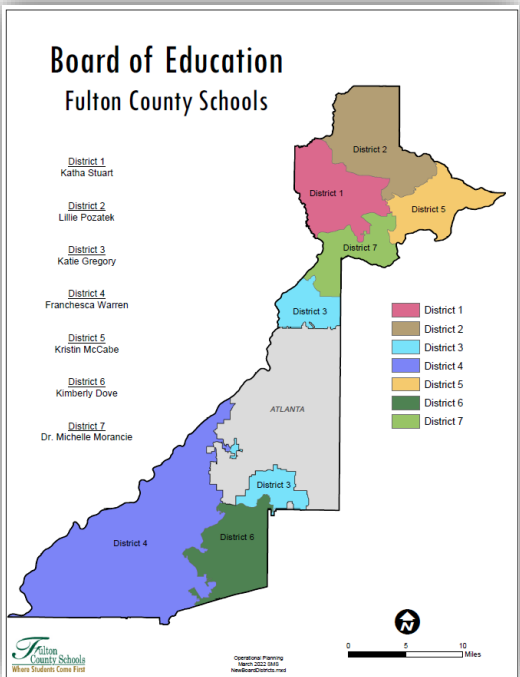 Board of Education
Fulton County Schools
District 1
Katha Stuart
District 2
Lillie Pozatek
District 3
Katie Gregory
District 4
Franchesca Warren
District 5
Kristin McCabe
District 6
Kimberly Dove
District 7
Dr. Michelle Morancie
District 2
District 1
District 5
District 7
District 3
ATLANTA
District 3
District 4
District 6
District 1
District 2
District 3
District 4
District 5
District 6
District 7
N
0 5 10
Miles
Fulton
County Schools
Where Students Come First
Operational Planning
March 2022 SMS
NewBoardDistricts.mxd